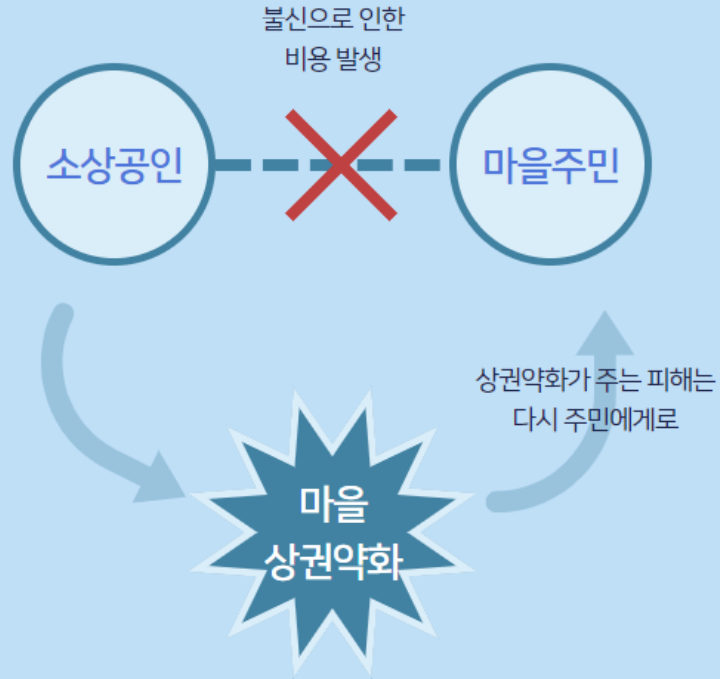 불신으로 인한
비용 발생
소상공인
마을주민
상권약화가 주는 피해는
다시 주민에게로
마을
상권약화